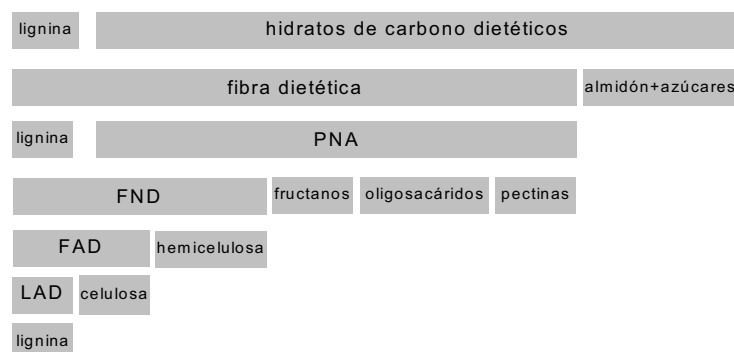 lignina hidratos de carbono dietéticos
fibra dietética almidón+azúcares
lignina PNA
FND fructanos oligosacáridos pectinas
FAD hemicelulosa
LAD celulosa
lignina